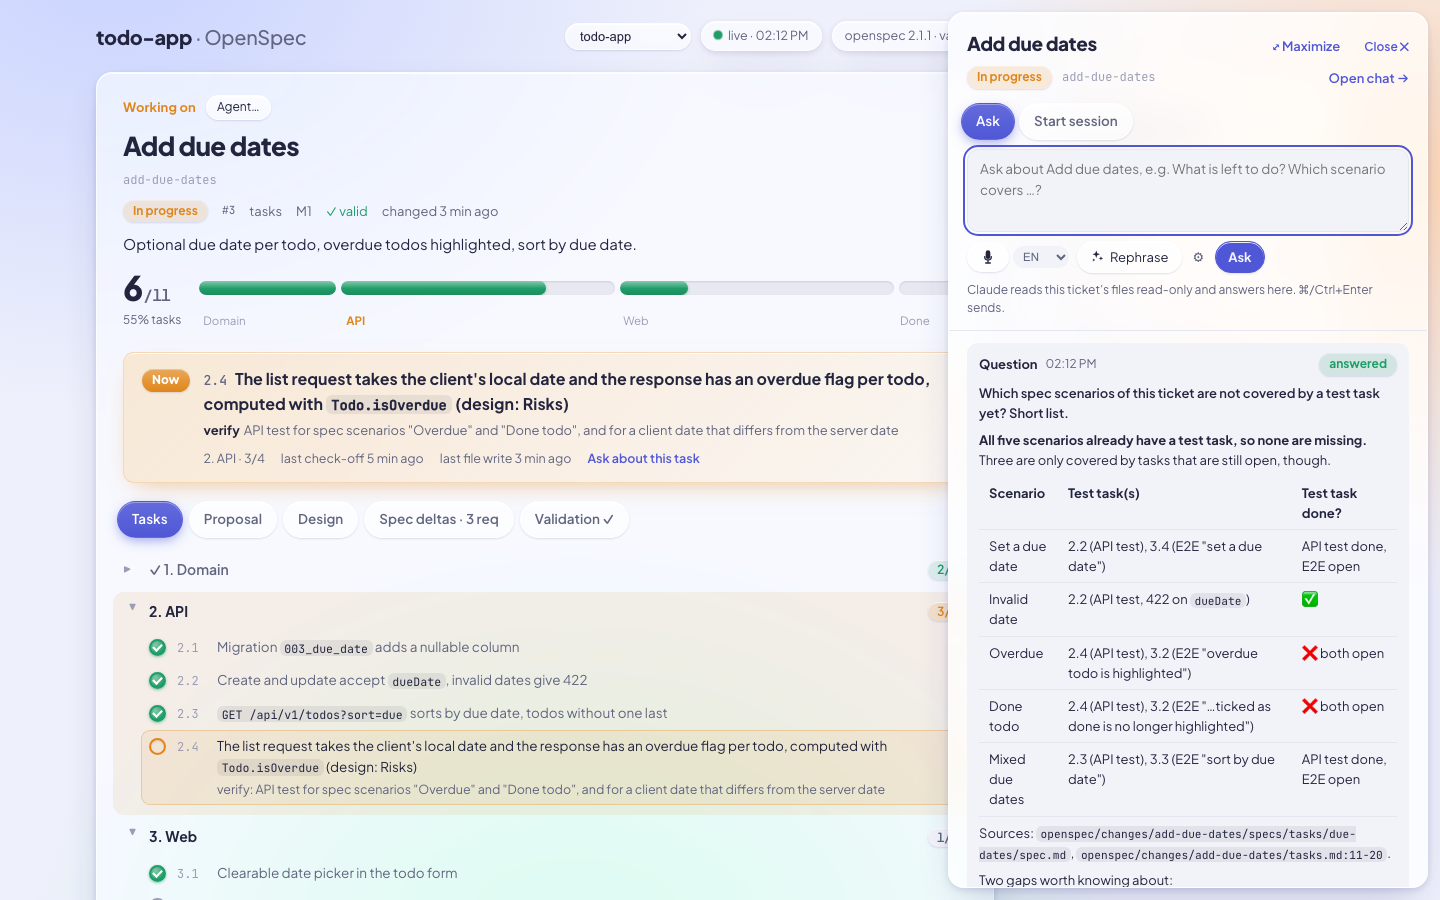 todo-app · OpenSpec
todo-app
live · 02:12 PM
openspec 2.1.1 ·
Working on
Agent…
Add due dates
add-due-dates
In progress
#3
tasks
M1
✓ valid
changed 3 min ago
Optional due date per todo, overdue todos highlighted, sort by due date.
6/11
55% tasks
Domain
API
Web
Done
Now
2.4 The list request takes the client's local date and the response has an overdue flag per todo,
computed with Todo.isOverdue (design: Risks)
verify API test for spec scenarios "Overdue" and "Done todo", and for a client date that differs from the server date
2. API · 3/4
last check-off 5 min ago
last file write 3 min ago
Ask about this task
Tasks
Proposal
Design
Spec deltas · 3 req
Validation ✓
✓ 1. Domain
2/
2. API
3/
2.1 Migration 003_due_date adds a nullable column
2.2 Create and update accept dueDate, invalid dates give 422
2.3 GET /api/v1/todos?sort=due sorts by due date, todos without one last
2.4 The list request takes the client's local date and the response has an overdue flag per todo, computed with
Todo.isOverdue (design: Risks)
verify: API test for spec scenarios "Overdue" and "Done todo", and for a client date that differs from the server date
3. Web
1/
3.1 Clearable date picker in the todo form
Add due dates
Maximize
Close ✕
In progress
add-due-dates
Open chat →
Ask
Start session
Ask about Add due dates, e.g. What is left to do? Which scenario
covers …?
EN
Rephrase
Ask
Claude reads this ticket's files read-only and answers here. ⌘/Ctrl+Enter
sends.
Question 02:12 PM
answered
Which spec scenarios of this ticket are not covered by a test task
yet? Short list.
All five scenarios already have a test task, so none are missing.
Three are only covered by tasks that are still open, though.
Scenario
Test task(s)
Test task
done?
Set a due
date
2.2 (API test), 3.4 (E2E "set a due
date")
API test done,
E2E open
Invalid
date
2.2 (API test, 422 on dueDate)
✅
Overdue
2.4 (API test), 3.2 (E2E "overdue
todo is highlighted")
❌ both open
Done
todo
2.4 (API test), 3.2 (E2E "…ticked as
done is no longer highlighted")
❌ both open
Mixed
due
dates
2.3 (API test), 3.3 (E2E "sort by due
date")
API test done,
E2E open
Sources: openspec/changes/add-due-dates/specs/tasks/due-
dates/spec.md, openspec/changes/add-due-dates/tasks.md:11-20.
Two gaps worth knowing about: